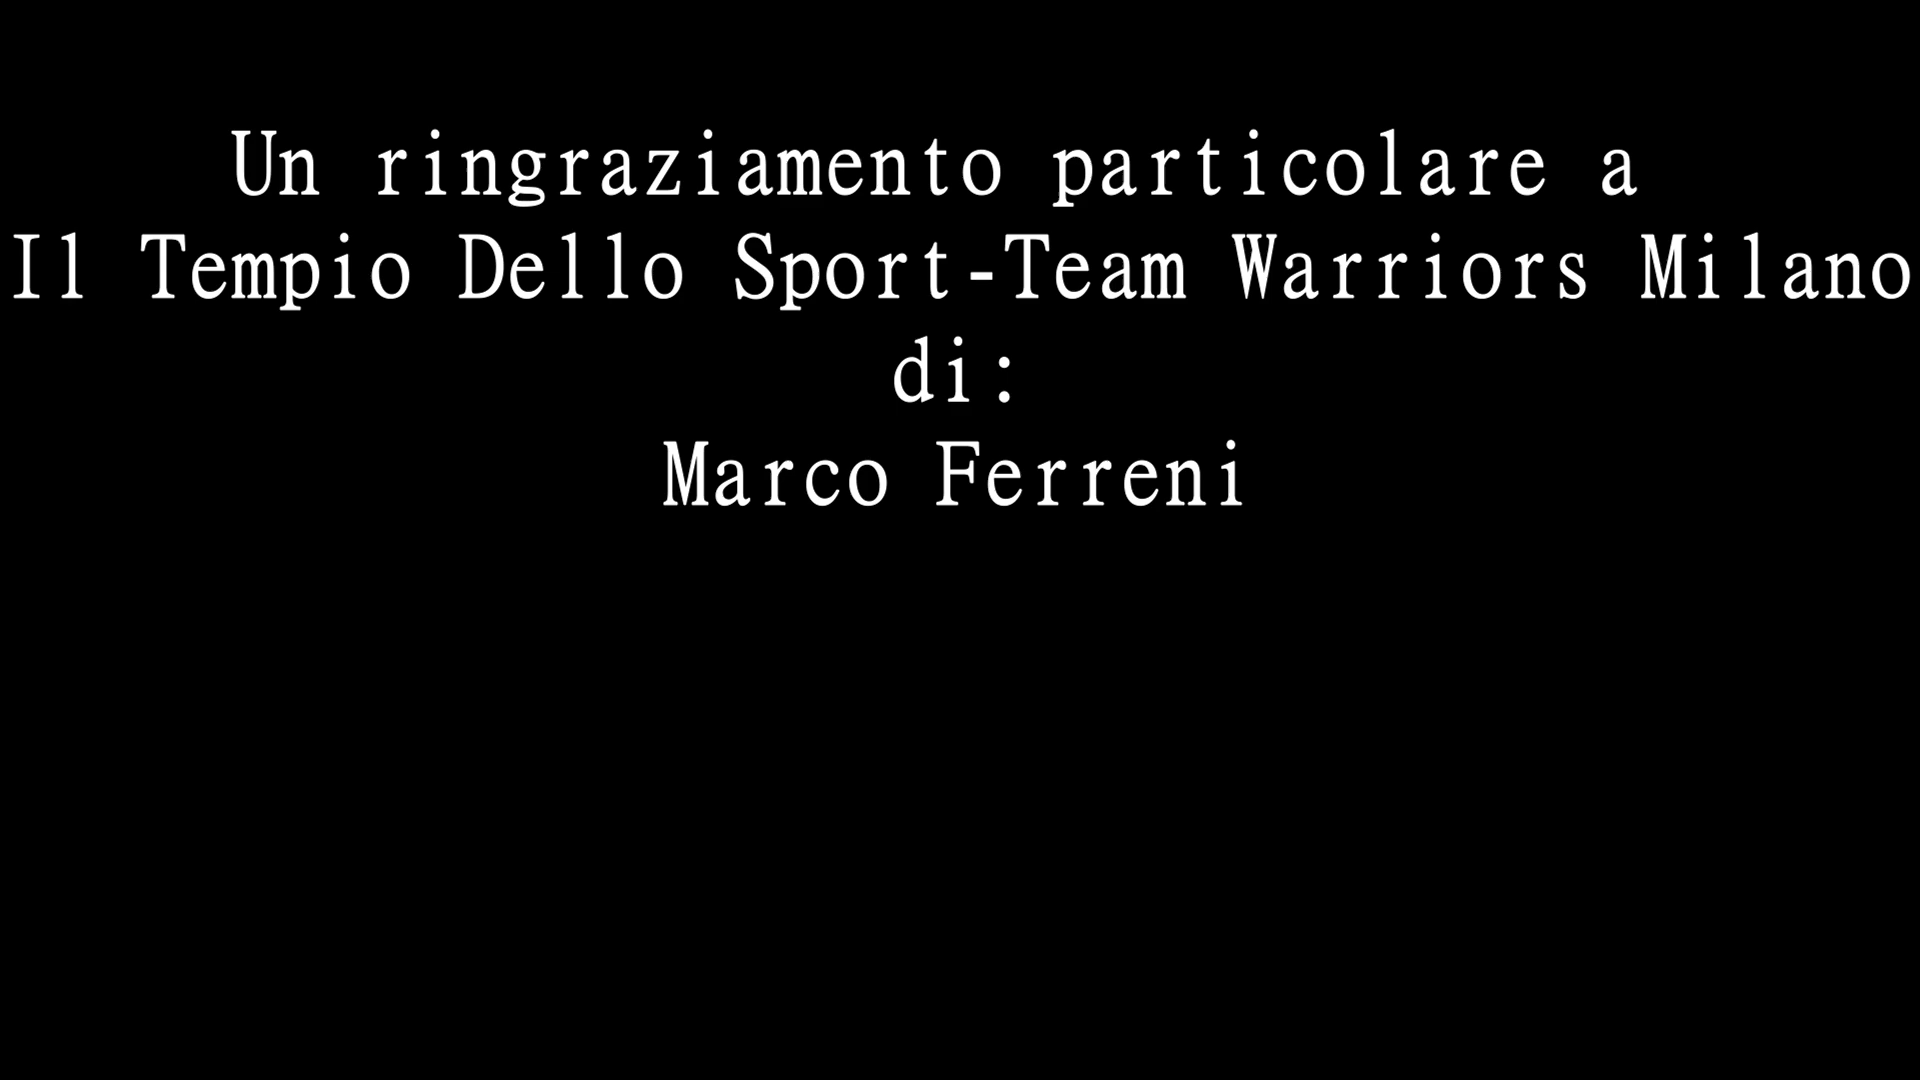 Un ringraziamento particolare a
Il Tempio Dello Sport-Team Warriors Milano
di:
Marco Ferreni